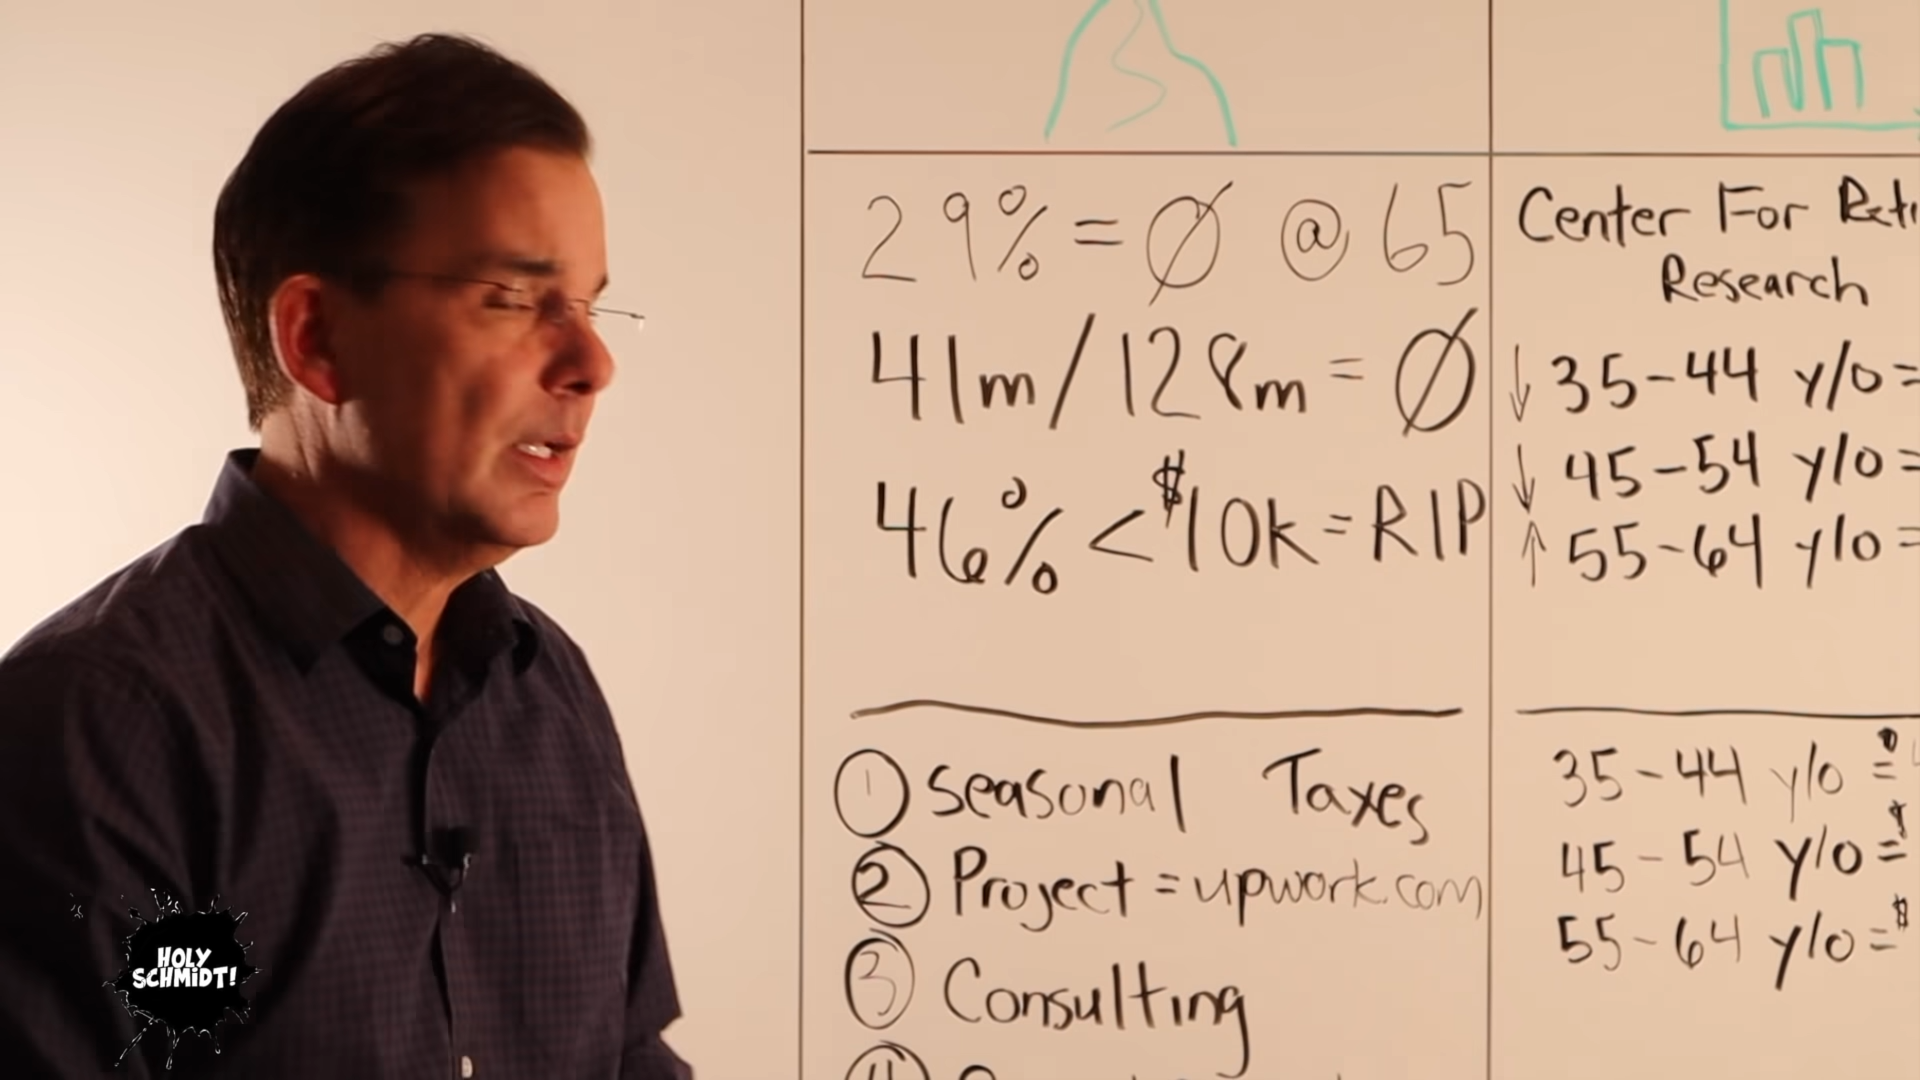 29% = Ø @ 65
41m/128m = Ø
46% < $10k = RIP
① Seasonal Taxes
② Project = upwork.com
③ Consulting
④
Center For Reti
Research
↓ 35-44 y/o =
↓ 45-54 y/o =
↑ 55-64 y/o =
35-44 y/o = $
45-54 y/o = $
55-64 y/o = $
HOLY
SCHMIDT!